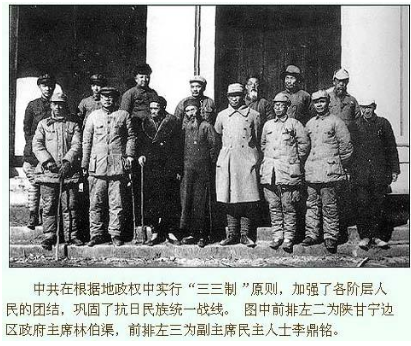 中共在根据地政权中实行“三三制”原则，加强了各阶层人
民的团结，巩固了抗日民族统一战线。 图中前排左二为陕甘宁边
区政府主席林伯渠，前排左三为副主席民主人士李鼎铭。